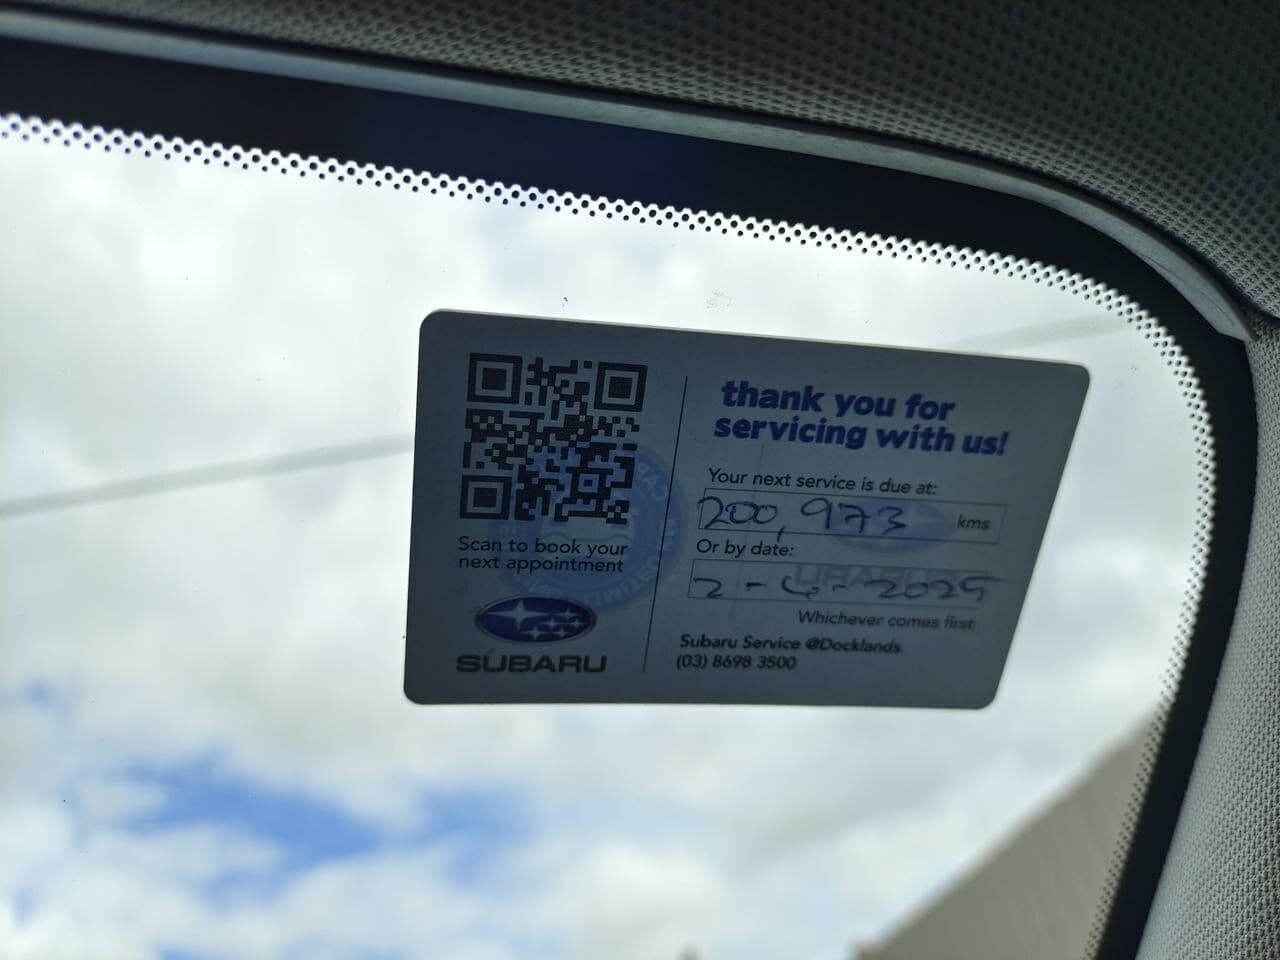 thank you for
servicing with us!
Your next service is due at:
200,973 kms
Or by date:
2-6-2025
Whichever comes first
Subaru Service @Docklands
(03) 8698 3500
Scan to book your
next appointment
SUBARU